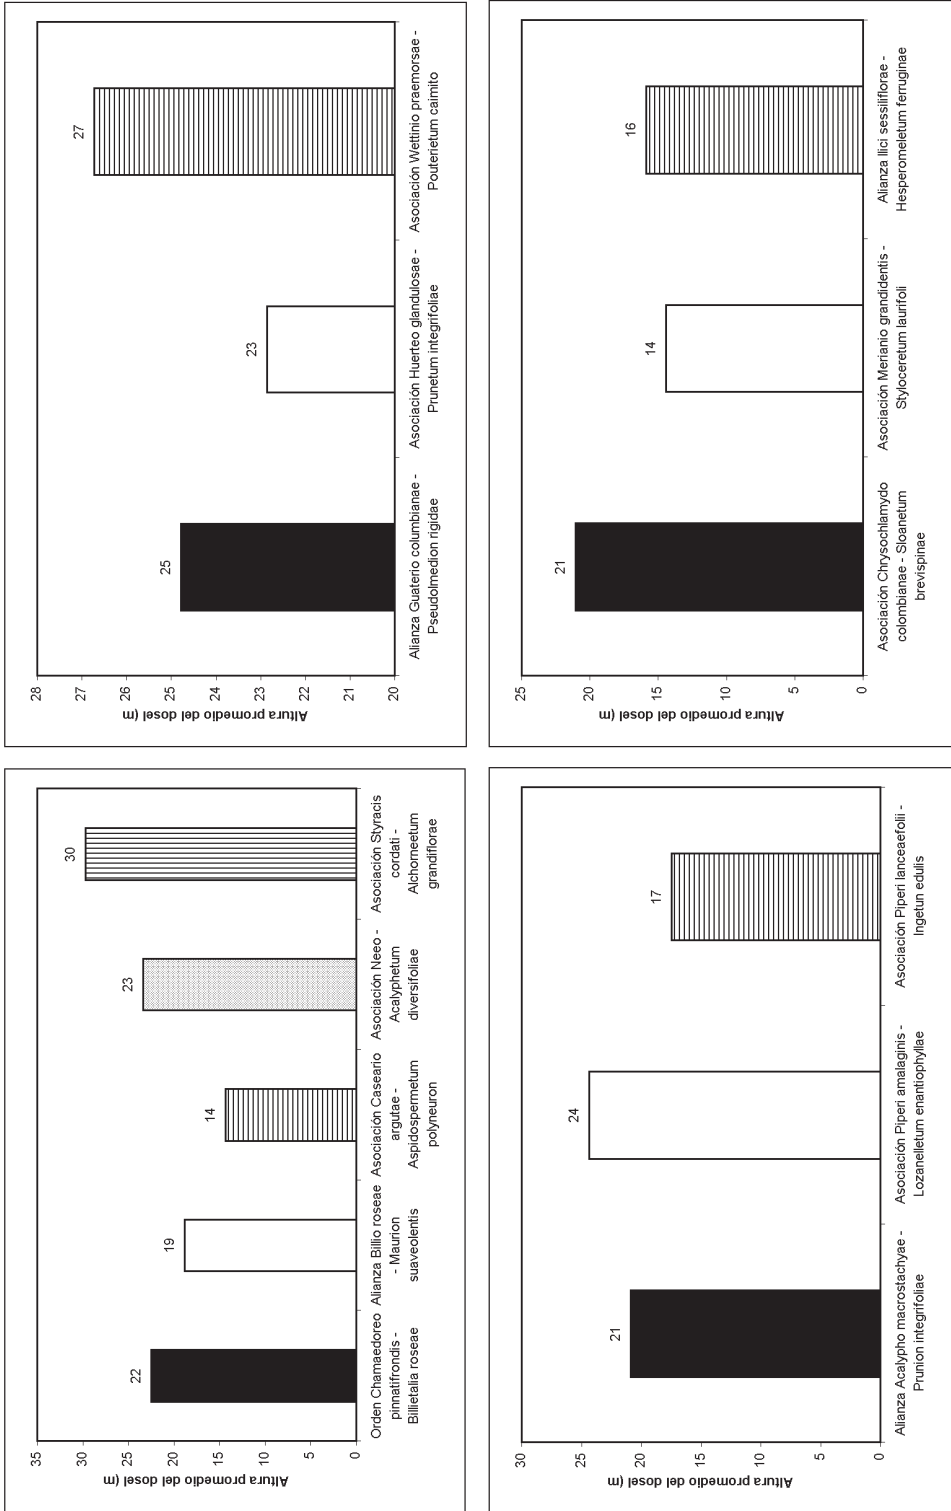 Altura promedio del dosel (m
35
30
25
20
15
10
5
0
22
19
14
23
30
Orden Chamaedoreo
pinnatifrondis -
Billietalia roseae
Alianza Billio roseae
- Maurion
suaveolentis
Asociación Caseario
argutae -
Aspidospermetum
polyneuron
Asociación Neeo -
Acalyphetum
diversifoliae
Asociación Styracis
cordati -
Alchorneetum
grandiflorae
Altura promedio del dosel (m
28
27
26
25
24
23
22
21
20
25
23
27
Alianza Guaterio columbianae -
Pseudolmedion rigidae
Asociación Huerteo glandulosae -
Prunetum integrifoliae
Asociación Wettinio praemorsae -
Pouterietum caimito
Altura promedio del dosel (m
30
25
20
15
10
5
0
21
24
17
Alianza Acalypho macrostachyae -
Prunion integrifoliae
Asociación Piperi amalaginis -
Lozanelletum enantiophyllae
Asociación Piperi lanceaefolii -
Ingetun edulis
Altura promedio del dosel (m
25
20
15
10
5
0
21
14
16
Asociación Chrysochlamydo
colombianae - Sloanetum
brevispinae
Asociación Merianio grandidentis -
Styloceretum laurifoli
Alianza Ilici sessiliflorae -
Hesperomeletum ferruginae